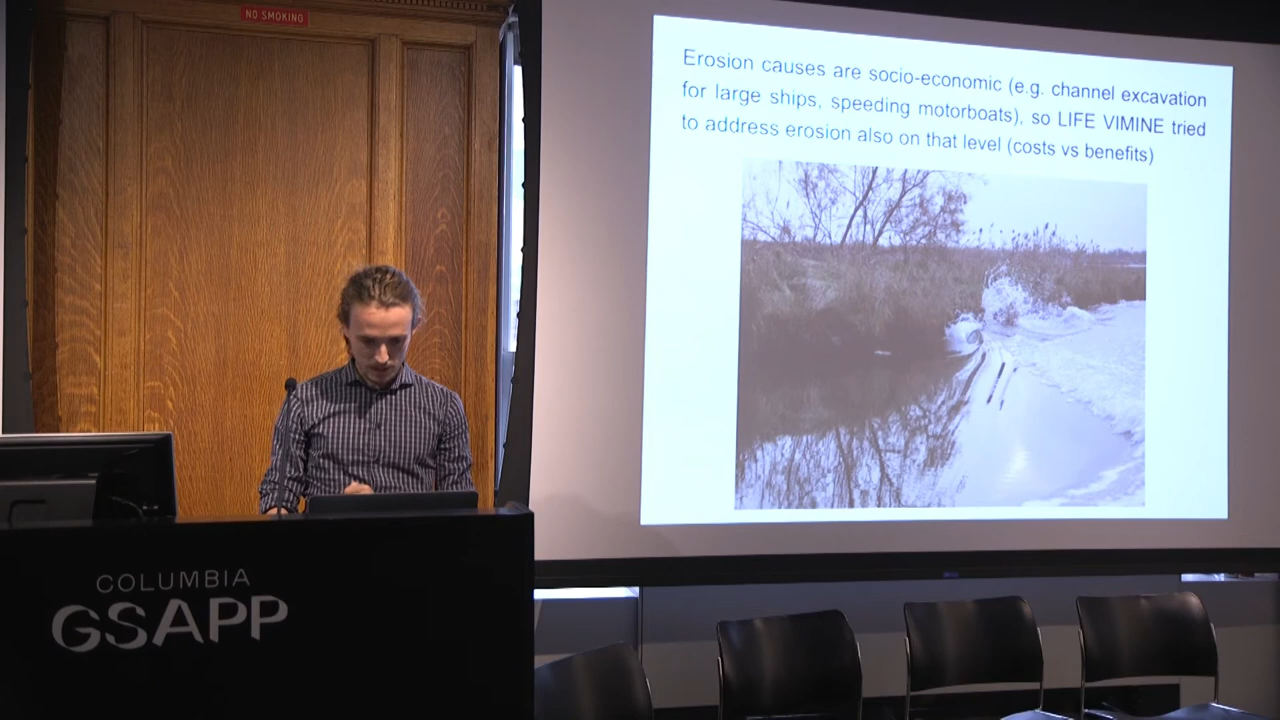 NO SMOKING
Erosion causes are socio-economic (e.g. channel excavation
for large ships, speeding motorboats), so LIFE VIMINE tried
to address erosion also on that level (costs vs benefits)
COLUMBIA
GSAPP